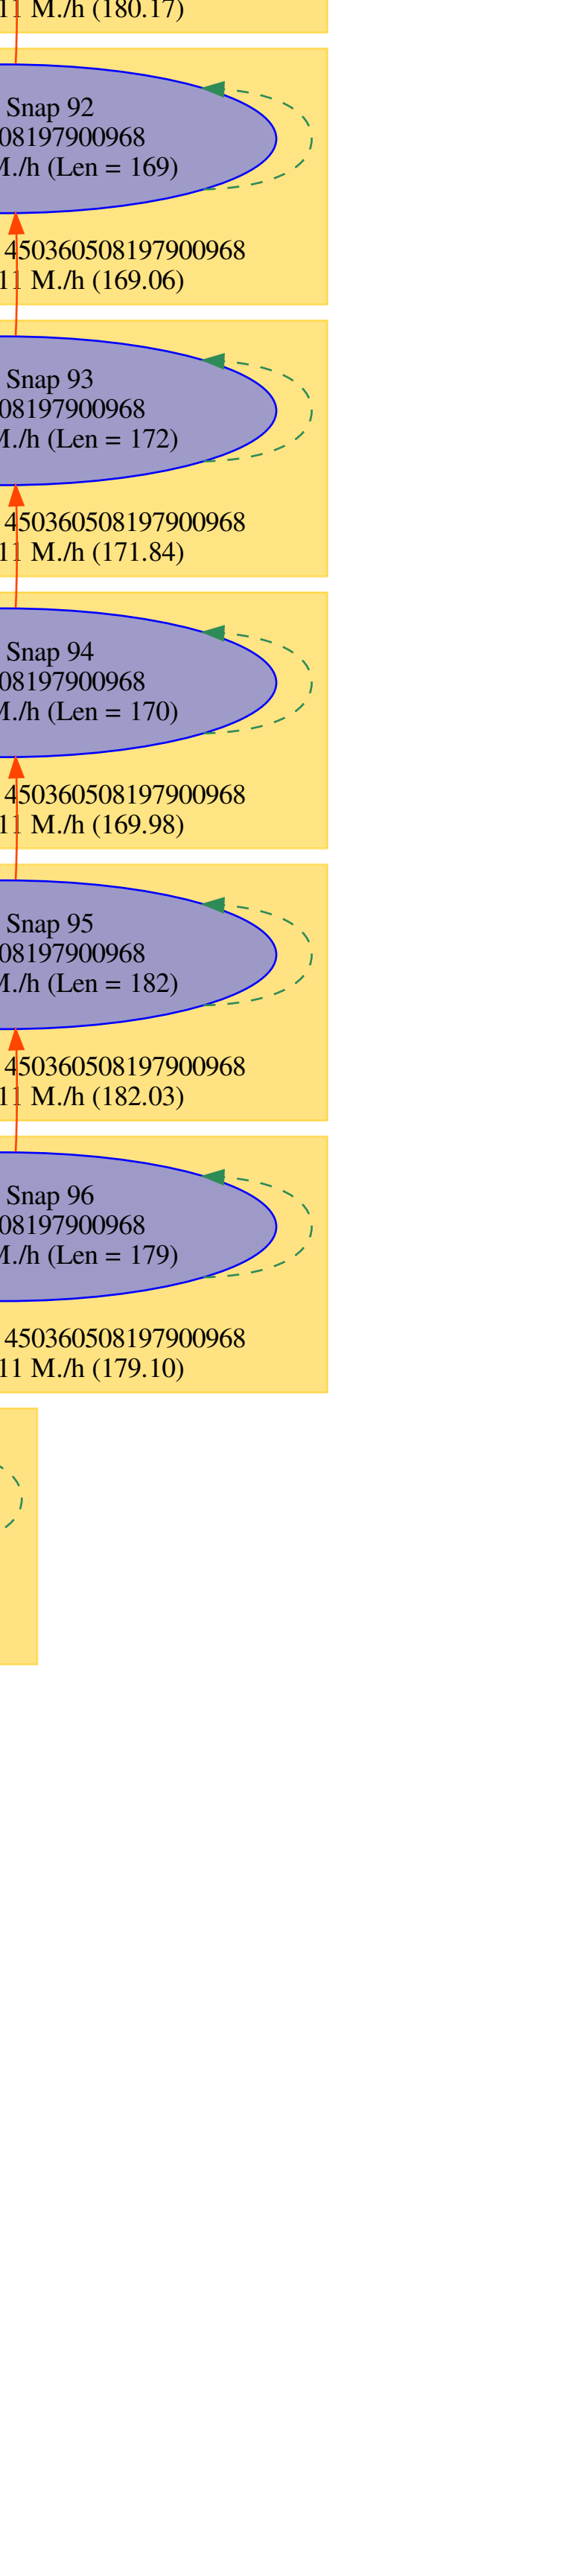 11 M./h (180.17)
Snap 92
08197900968
M./h (Len = 169)
450360508197900968
11 M./h (169.06)
Snap 93
08197900968
M./h (Len = 172)
450360508197900968
11 M./h (171.84)
Snap 94
08197900968
M./h (Len = 170)
450360508197900968
11 M./h (169.98)
Snap 95
08197900968
M./h (Len = 182)
450360508197900968
11 M./h (182.03)
Snap 96
08197900968
M./h (Len = 179)
450360508197900968
11 M./h (179.10)